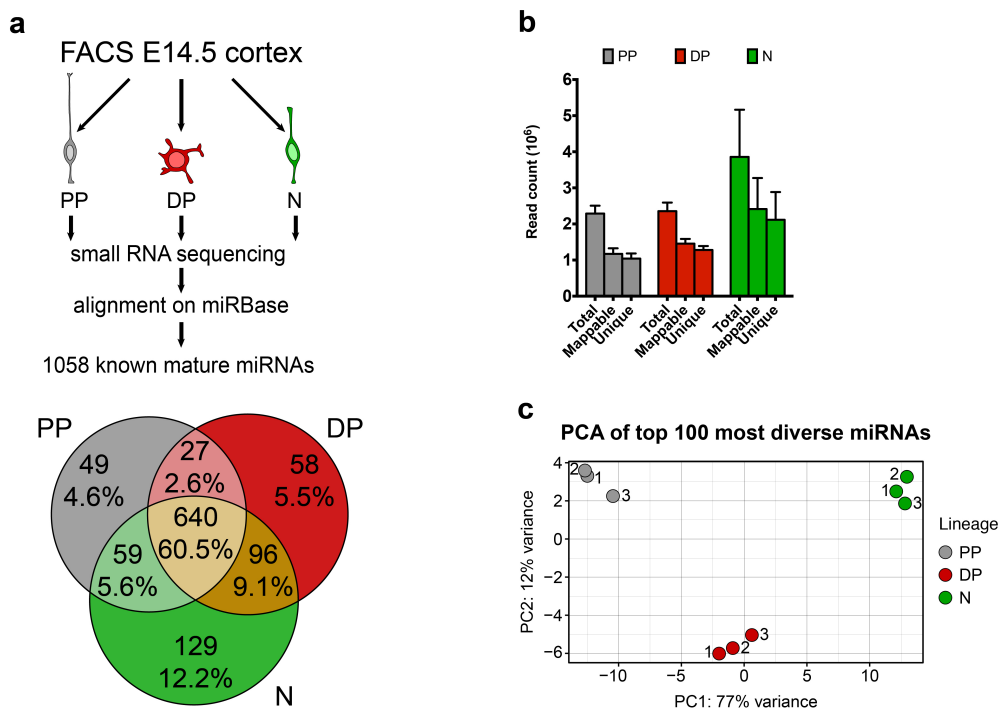 a
FACS E14.5 cortex
PP DP N
small RNA sequencing
alignment on miRBase
1058 known mature miRNAs
PP DP
49
4.6%
27
2.6%
58
5.5%
640
60.5%
59
5.6%
96
9.1%
129
12.2%
N
b
PP DP N
Read count (10⁶)
6
5
4
3
2
1
0
Total Mappable Unique Total Mappable Unique Total Mappable Unique
c
PCA of top 100 most diverse miRNAs
PC2: 12% variance
4
2
0
−2
−4
−6
2 1 3
2 1 3
1 2 3
−10 −5 0 5 10
PC1: 77% variance
Lineage
PP
DP
N